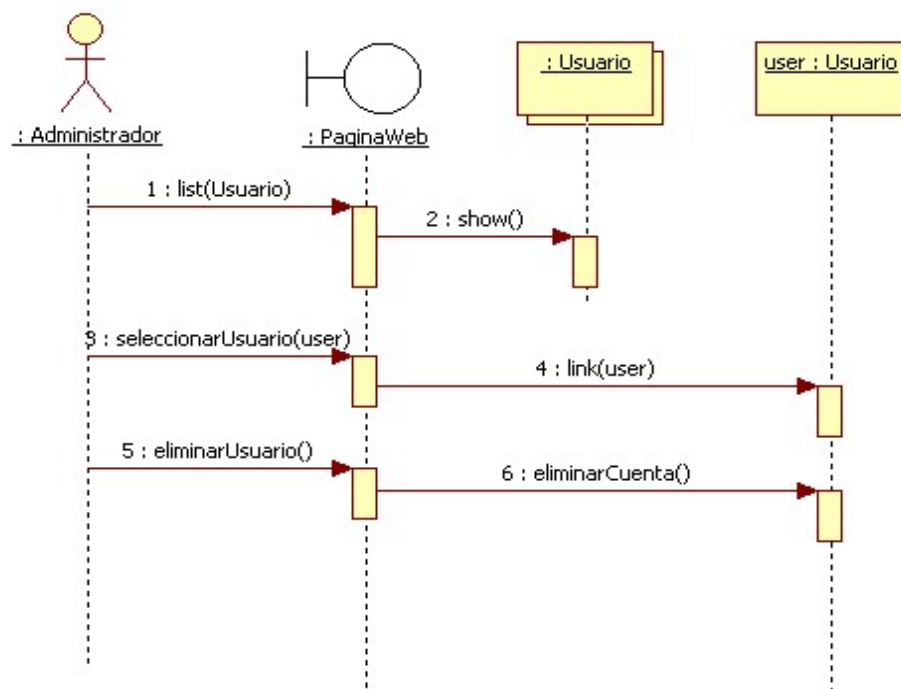 : Usuario
user : Usuario
: Administrador
: PaginaWeb
1 : list(Usuario)
2 : show()
3 : seleccionarUsuario(user)
4 : link(user)
5 : eliminarUsuario()
6 : eliminarCuenta()